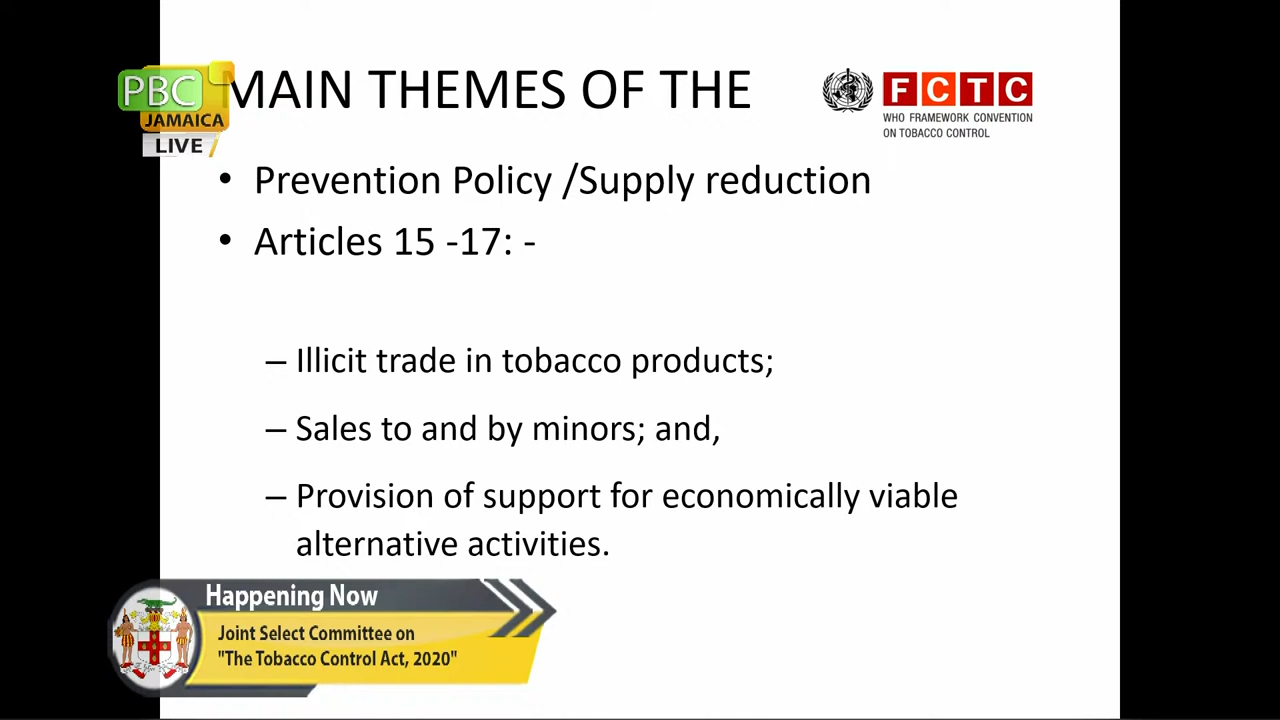 PBC
JAMAICA
LIVE
MAIN THEMES OF THE
FCTC
WHO FRAMEWORK CONVENTION
ON TOBACCO CONTROL
• Prevention Policy /Supply reduction
• Articles 15 -17: -
– Illicit trade in tobacco products;
– Sales to and by minors; and,
– Provision of support for economically viable
alternative activities.
Happening Now
Joint Select Committee on
"The Tobacco Control Act, 2020"